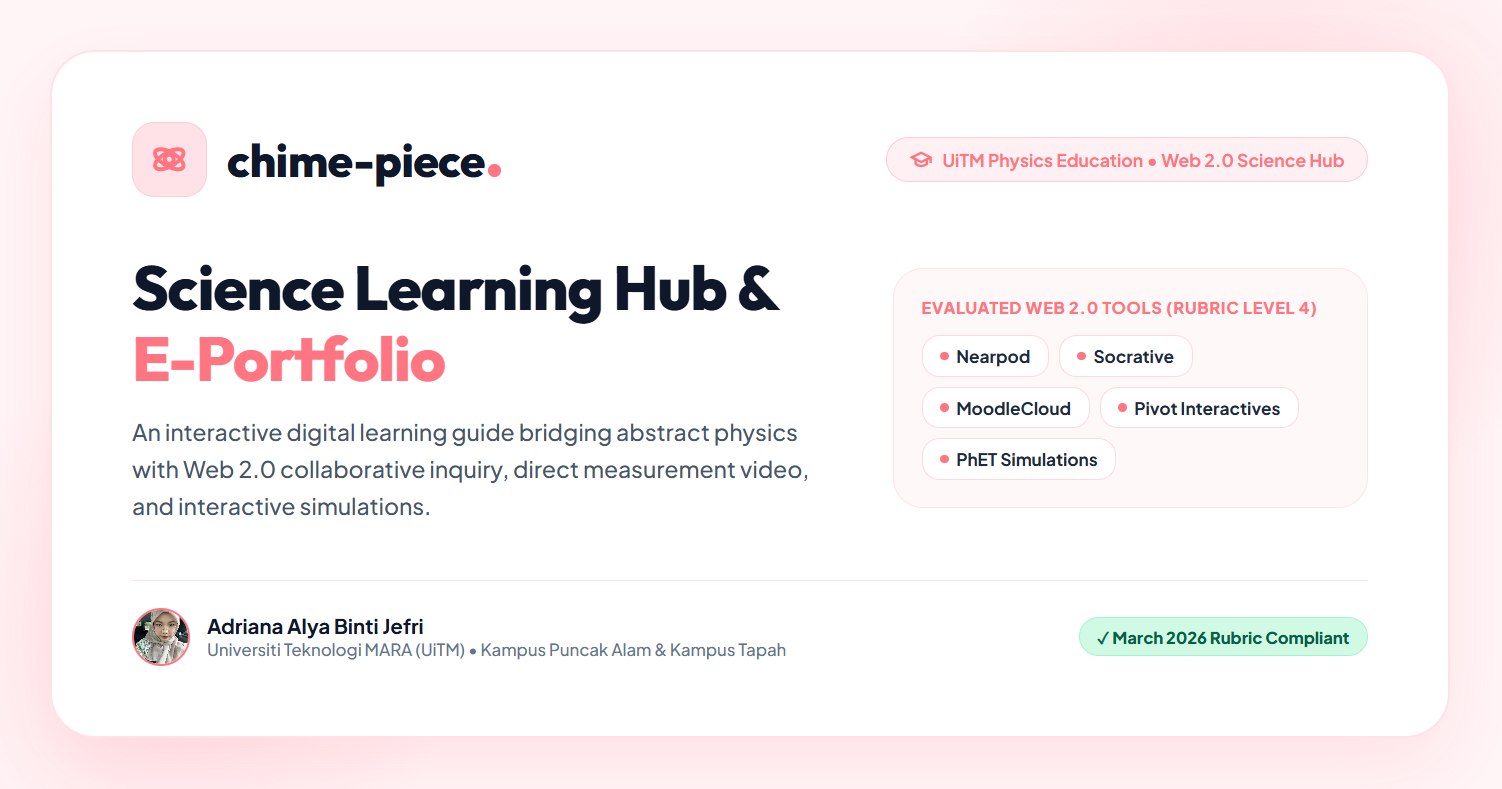 chime-piece.
UiTM Physics Education • Web 2.0 Science Hub
Science Learning Hub &
E-Portfolio
An interactive digital learning guide bridging abstract physics
with Web 2.0 collaborative inquiry, direct measurement video,
and interactive simulations.
EVALUATED WEB 2.0 TOOLS (RUBRIC LEVEL 4)
Nearpod
Socrative
MoodleCloud
Pivot Interactives
PhET Simulations
Adriana Alya Binti Jefri
Universiti Teknologi MARA (UiTM) • Kampus Puncak Alam & Kampus Tapah
✓ March 2026 Rubric Compliant